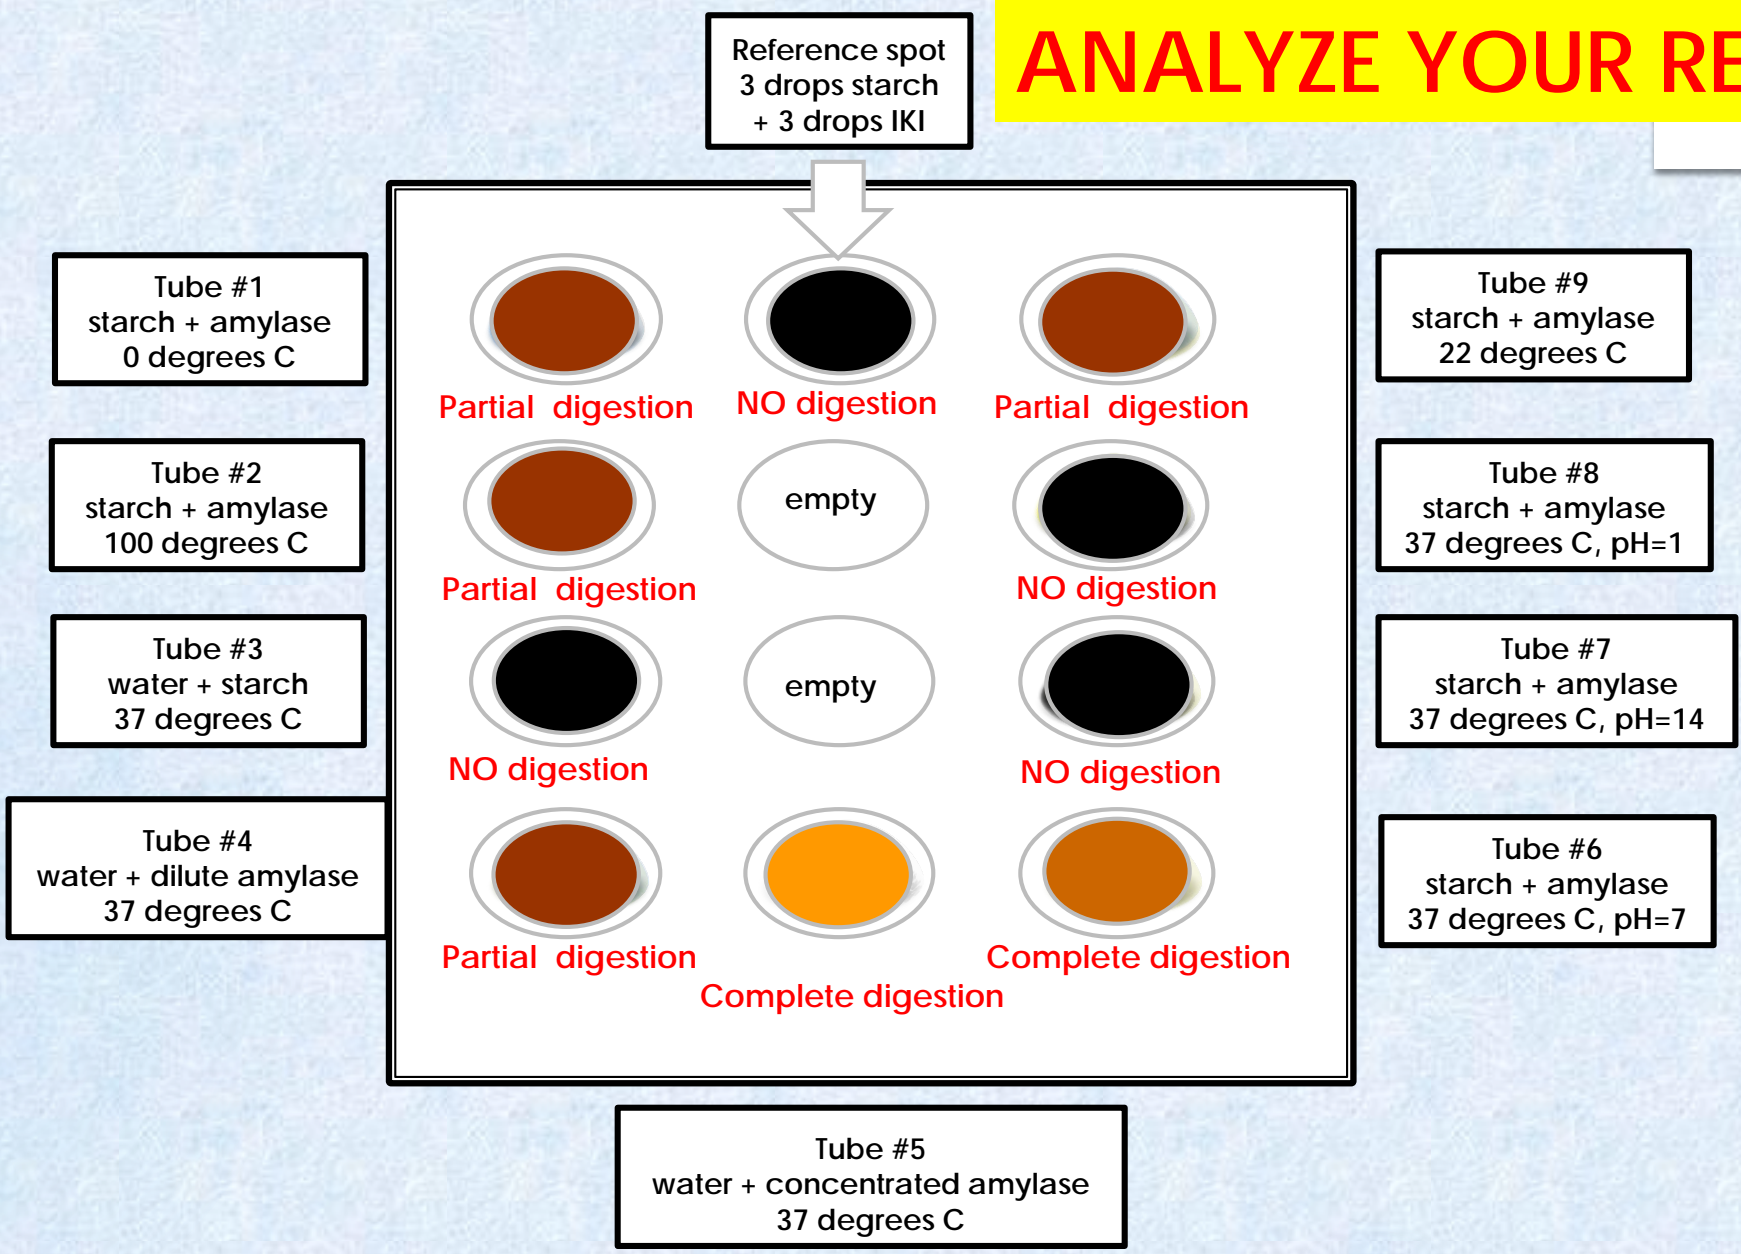 Reference spot
3 drops starch
+ 3 drops IKI
ANALYZE YOUR RE
Tube #1
starch + amylase
0 degrees C
Partial digestion
NO digestion
Partial digestion
Tube #9
starch + amylase
22 degrees C
Tube #2
starch + amylase
100 degrees C
Partial digestion
empty
NO digestion
Tube #8
starch + amylase
37 degrees C, pH=1
Tube #3
water + starch
37 degrees C
NO digestion
empty
NO digestion
Tube #7
starch + amylase
37 degrees C, pH=14
Tube #4
water + dilute amylase
37 degrees C
Partial digestion
Complete digestion
Complete digestion
Tube #6
starch + amylase
37 degrees C, pH=7
Tube #5
water + concentrated amylase
37 degrees C